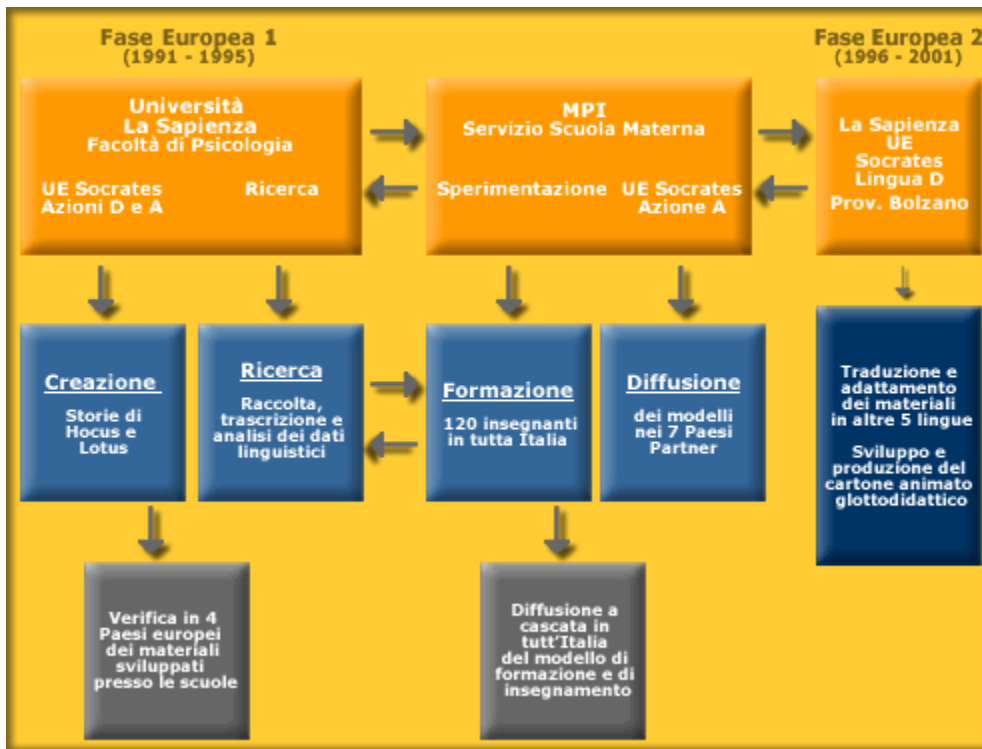 Fase Europea 1
(1991 - 1995)
Fase Europea 2
(1996 - 2001)
Università
La Sapienza
Facoltà di Psicologia
UE Socrates
Azioni D e A
Ricerca
MPI
Servizio Scuola Materna
Sperimentazione
UE Socrates
Azione A
La Sapienza
UE
Socrates
Lingua D
Prov. Bolzano
Creazione
Storie di
Hocus e
Lotus
Ricerca
Raccolta,
trascrizione e
analisi dei dati
linguistici
Formazione
120 insegnanti
in tutta Italia
Diffusione
dei modelli
nei 7 Paesi
Partner
Traduzione e
adattamento
dei materiali
in altre 5 lingue
Sviluppo e
produzione del
cartone animato
glottodidattico
Verifica in 4
Paesi europei
dei materiali
sviluppati
presso le scuole
Diffusione a
cascata in
tutt'Italia
del modello di
formazione e di
insegnamento